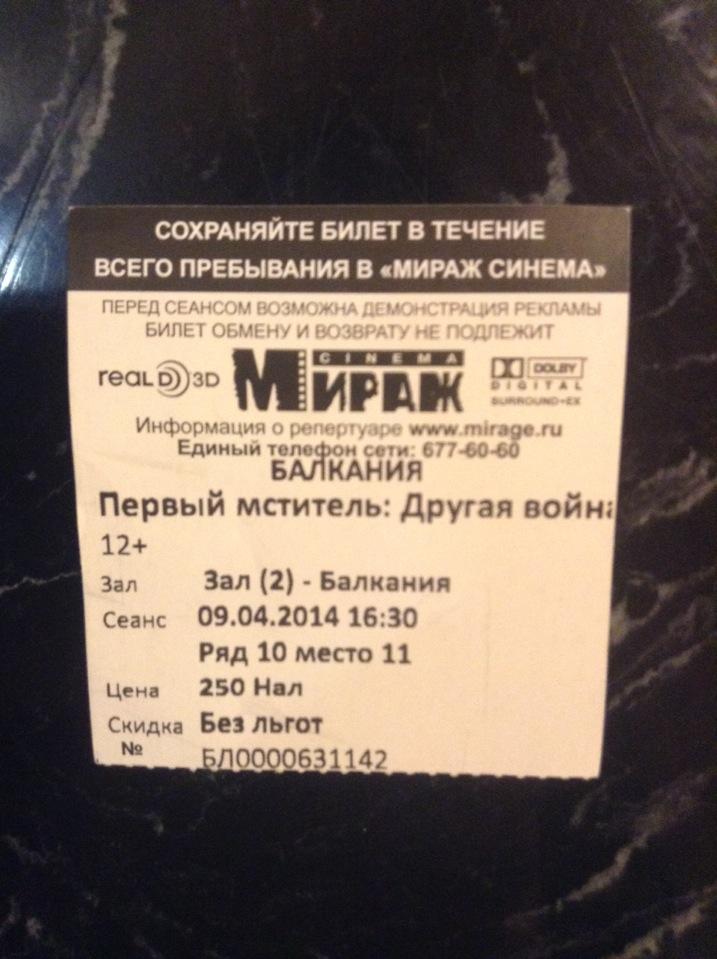 СОХРАНЯЙТЕ БИЛЕТ В ТЕЧЕНИЕ
ВСЕГО ПРЕБЫВАНИЯ В «МИРАЖ СИНЕМА»
ПЕРЕД СЕАНСОМ ВОЗМОЖНА ДЕМОНСТРАЦИЯ РЕКЛАМЫ
БИЛЕТ ОБМЕНУ И ВОЗВРАТУ НЕ ПОДЛЕЖИТ
REAL D 3D
CINEMA
МИРАЖ
DOLBY
DIGITAL
SURROUND•EX
Информация о репертуаре www.mirage.ru
Единый телефон сети: 677-60-60
БАЛКАНИЯ
Первый мститель: Другая война
12+
Зал Зал (2) - Балкания
Сеанс 09.04.2014 16:30
Ряд 10 место 11
Цена 250 Нал
Скидка Без льгот
№ БЛ0000631142